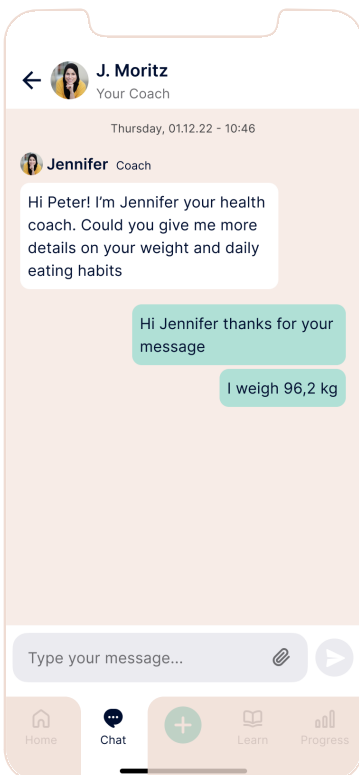 J. Moritz
Your Coach
Thursday, 01.12.22 - 10:46
Jennifer Coach
Hi Peter! I’m Jennifer your health
coach. Could you give me more
details on your weight and daily
eating habits
Hi Jennifer thanks for your
message
I weigh 96,2 kg
Type your message...
Home
Chat
Learn
Progress